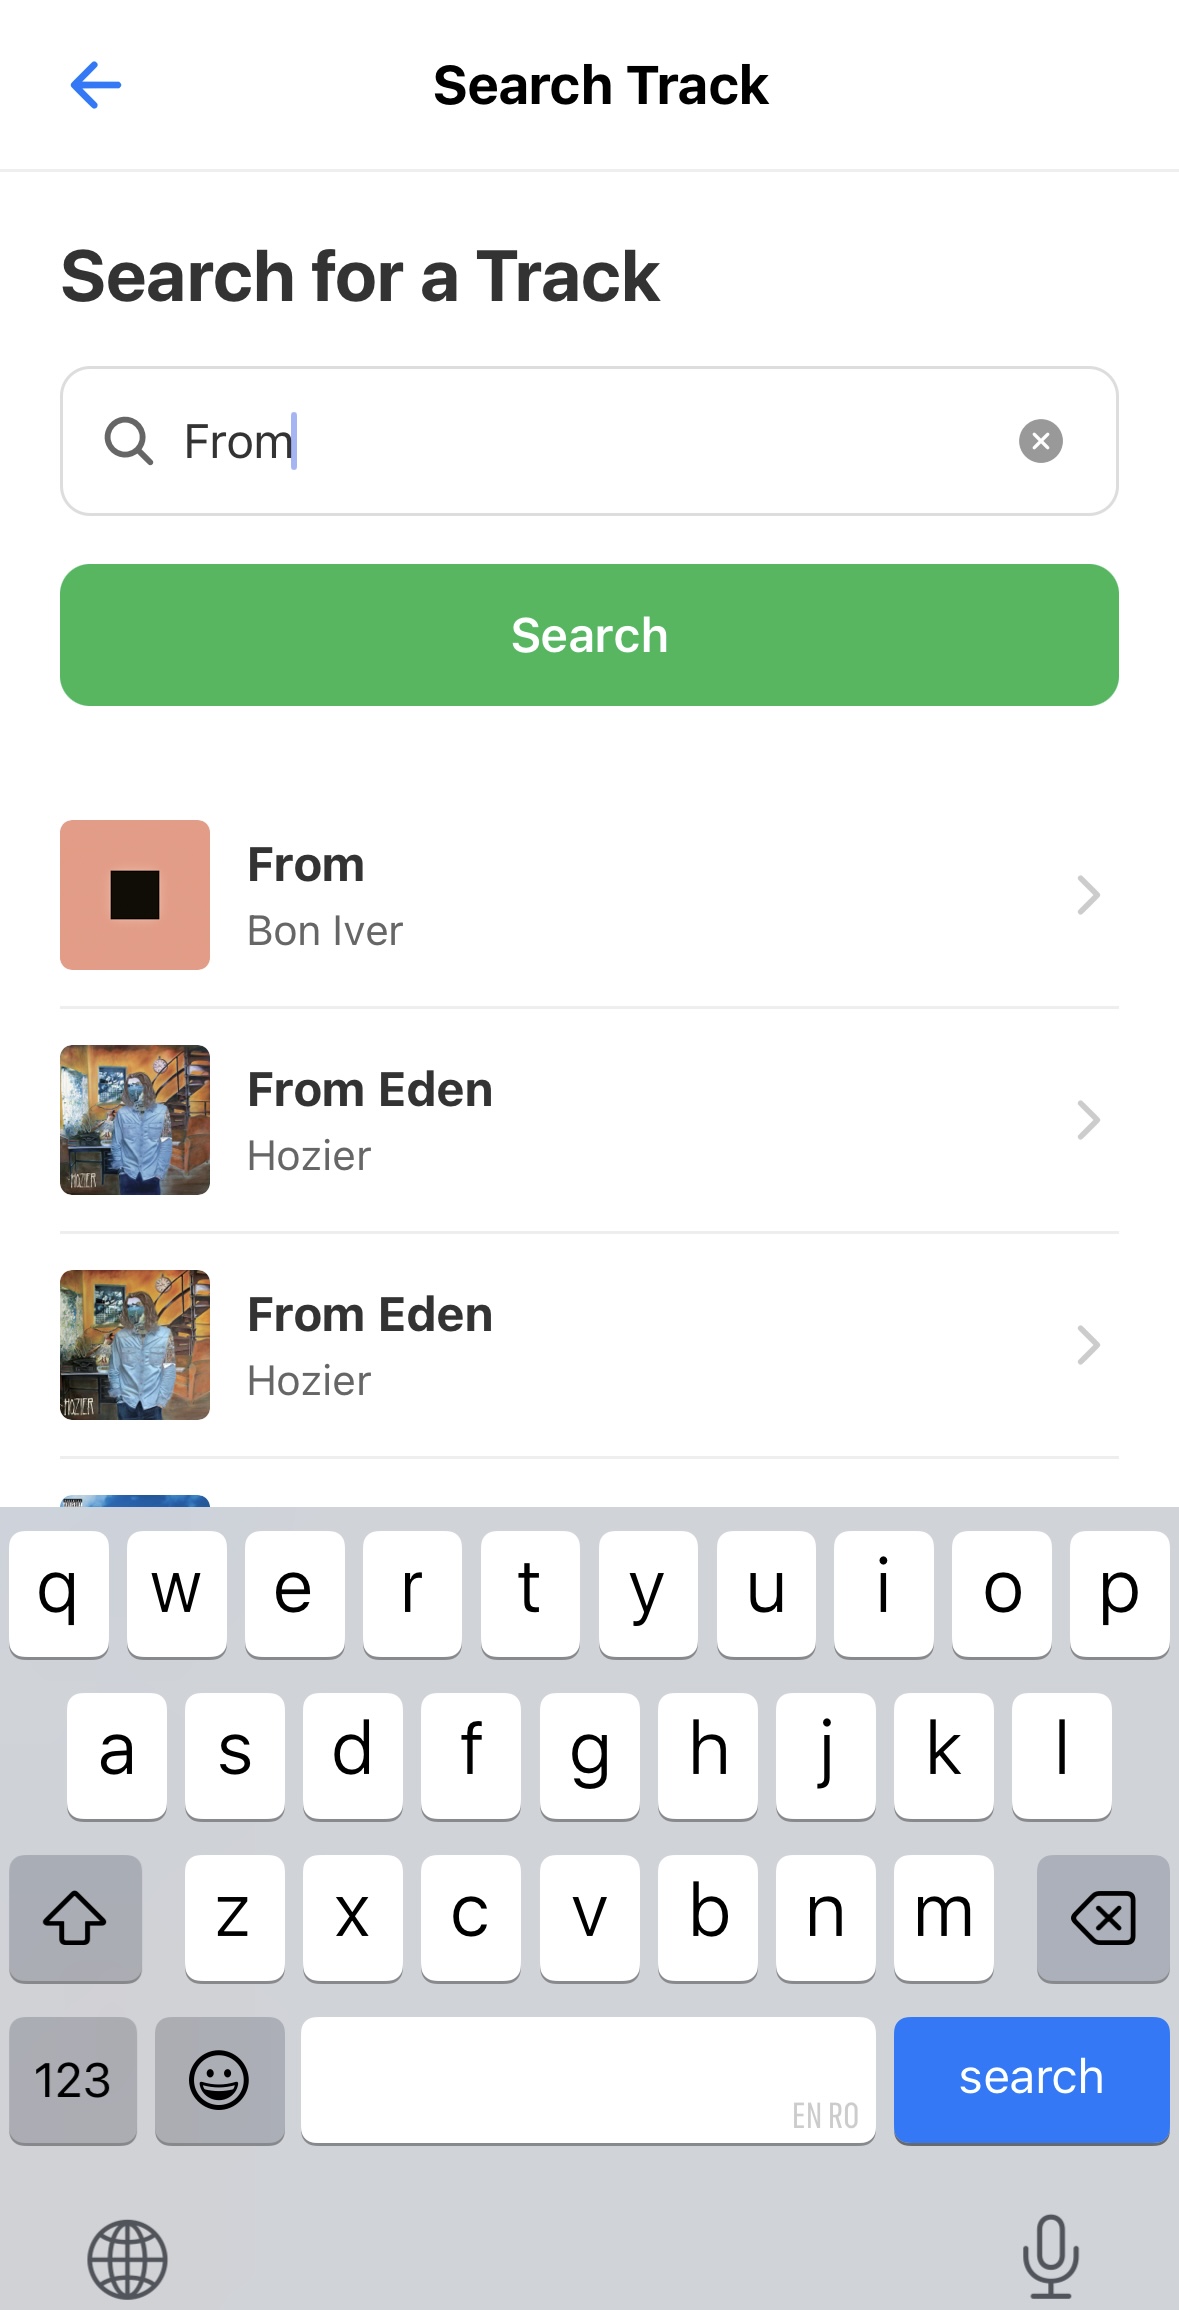 Search Track
Search for a Track
From
Search
From
Bon Iver
HOZIER
From Eden
Hozier
HOZIER
From Eden
Hozier
q w e r t y u i o p
a s d f g h j k l
z x c v b n m
123
EN RO
search